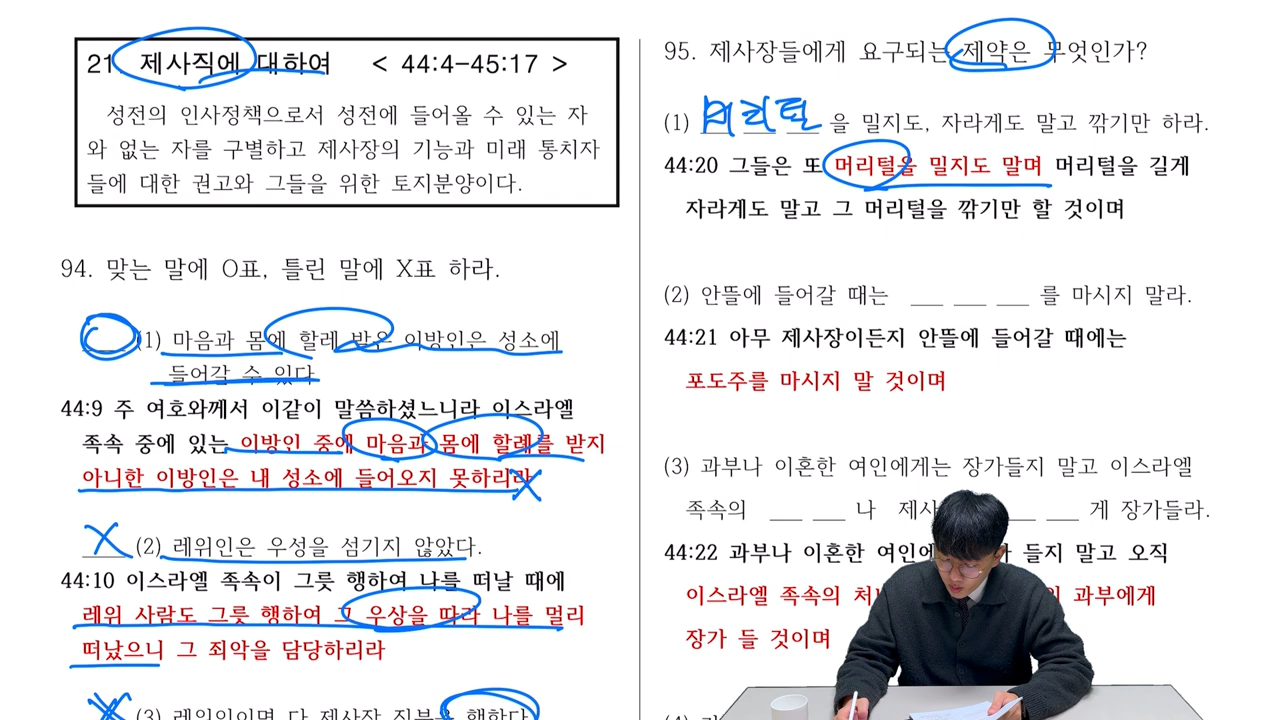 21. 제사직에 대하여 < 44:4-45:17 >
성전의 인사정책으로서 성전에 들어올 수 있는 자
와 없는 자를 구별하고 제사장의 기능과 미래 통치자
들에 대한 권고와 그들을 위한 토지분양이다.
94. 맞는 말에 O표, 틀린 말에 X표 하라.
O (1) 마음과 몸에 할례 받은 이방인은 성소에
들어갈 수 있다
44:9 주 여호와께서 이같이 말씀하셨느니라 이스라엘
족속 중에 있는 이방인 중에 마음과 몸에 할례를 받지
아니한 이방인은 내 성소에 들어오지 못하리라
X (2) 레위인은 우성을 섬기지 않았다.
44:10 이스라엘 족속이 그릇 행하여 나를 떠날 때에
레위 사람도 그릇 행하여 그 우상을 따라 나를 멀리
떠났으니 그 죄악을 담당하리라
X (3) 레위인이면 다 제사장 직분을 행한다
95. 제사장들에게 요구되는 제약은 무엇인가?
(1) 머리털 을 밀지도, 자라게도 말고 깎기만 하라.
44:20 그들은 또 머리털을 밀지도 말며 머리털을 길게
자라게도 말고 그 머리털을 깎기만 할 것이며
(2) 안뜰에 들어갈 때는 ___ ___ ___ 를 마시지 말라.
44:21 아무 제사장이든지 안뜰에 들어갈 때에는
포도주를 마시지 말 것이며
(3) 과부나 이혼한 여인에게는 장가들지 말고 이스라엘
족속의 ___ ___ 나 제사 ___ 게 장가들라.
44:22 과부나 이혼한 여인에 들지 말고 오직
이스라엘 족속의 처 과부에게
장가 들 것이며